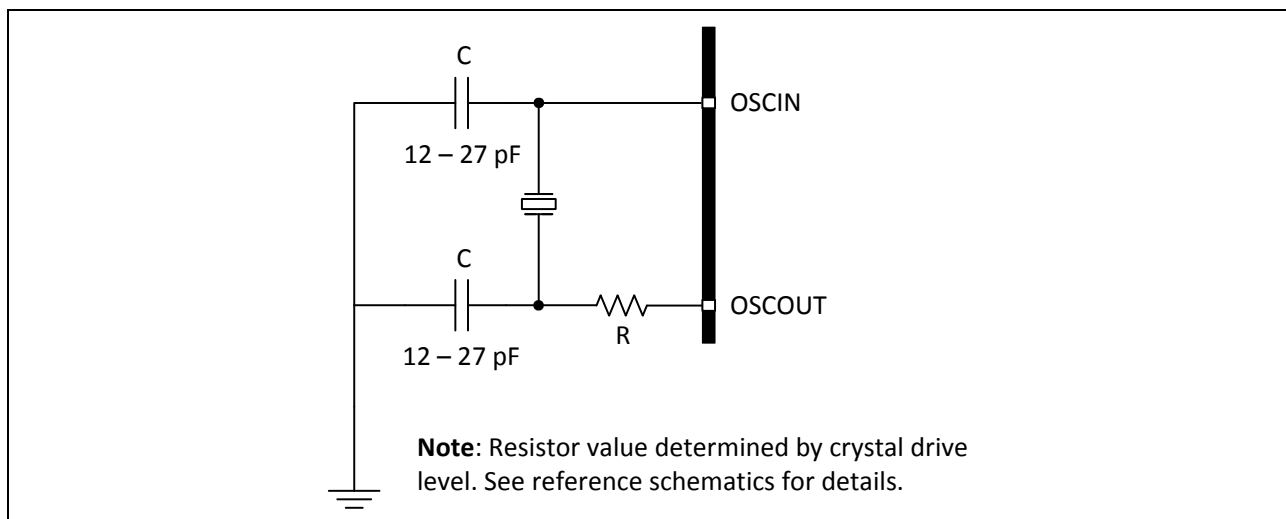 C
OSCIN
12 – 27 pF
C
OSCOUT
R
12 – 27 pF
Note: Resistor value determined by crystal drive
level. See reference schematics for details.